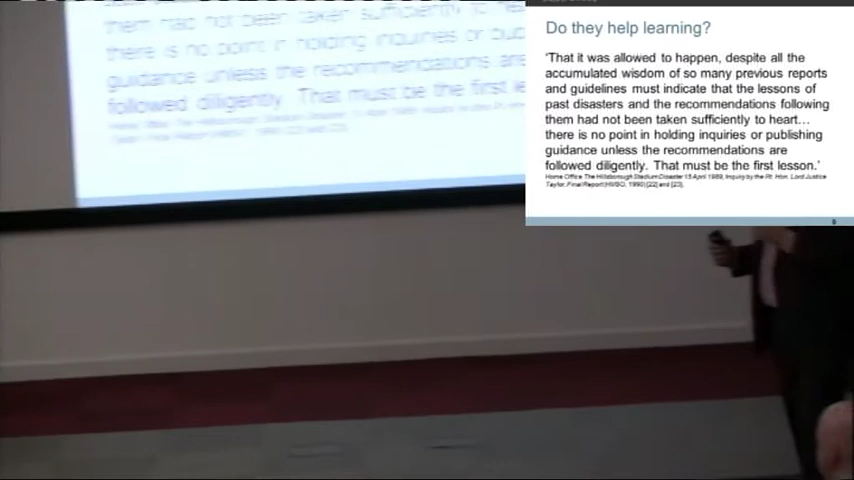 them had not been taken sufficiently to hea
there is no point in holding inquiries or pub
guidance unless the recommendations are
followed diligently. That must be the first le
Do they help learning?
'That it was allowed to happen, despite all the
accumulated wisdom of so many previous reports
and guidelines must indicate that the lessons of
past disasters and the recommendations following
them had not been taken sufficiently to heart…
there is no point in holding inquiries or publishing
guidance unless the recommendations are
followed diligently. That must be the first lesson.'
Home Office The Hillsborough Stadium Disaster 15 April 1989, Inquiry by the Rt. Hon. Lord Justice
Taylor, Final Report (HMSO, 1990) [22] and [23].